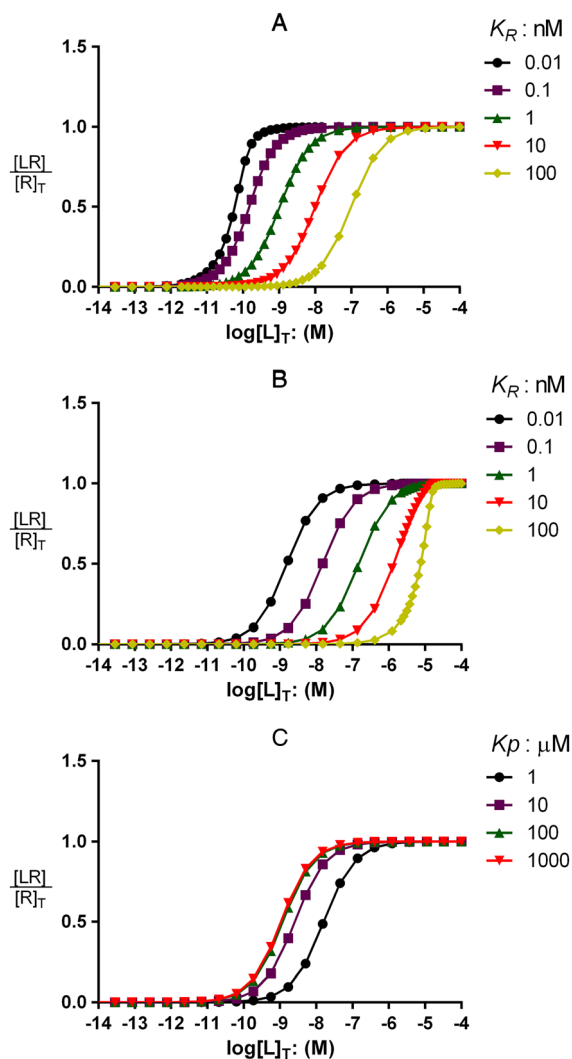 A
K_R : nM
0.01
0.1
1
10
100
[LR]
[R]_T
1.5
1.0
0.5
0.0
-14 -13 -12 -11 -10 -9 -8 -7 -6 -5 -4
log[L]_T: (M)
B
K_R : nM
0.01
0.1
1
10
100
[LR]
[R]_T
1.5
1.0
0.5
0.0
-14 -13 -12 -11 -10 -9 -8 -7 -6 -5 -4
log[L]_T: (M)
C
Kp : μM
1
10
100
1000
[LR]
[R]_T
1.5
1.0
0.5
0.0
-14 -13 -12 -11 -10 -9 -8 -7 -6 -5 -4
log[L]_T: (M)